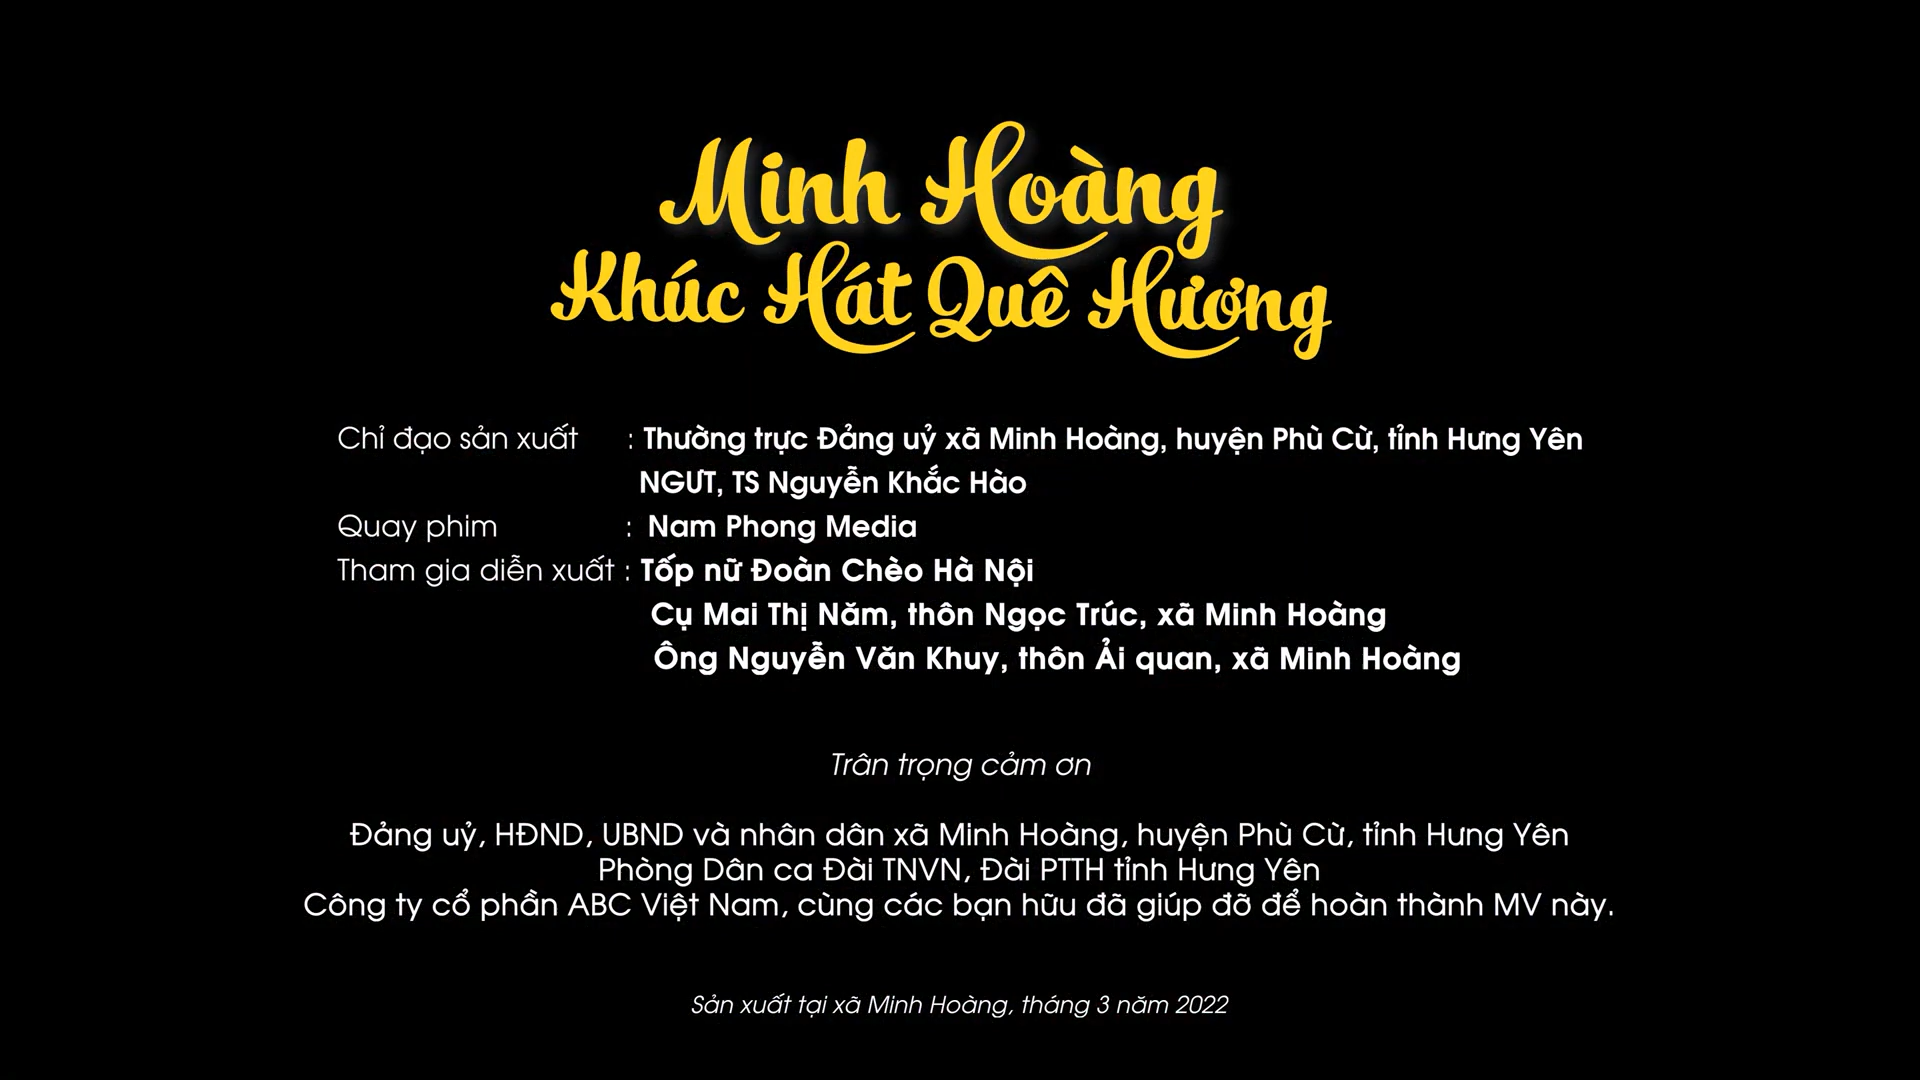 Minh Hoàng
Khúc Hát Quê Hương
Chỉ đạo sản xuất : Thường trực Đảng uỷ xã Minh Hoàng, huyện Phù Cừ, tỉnh Hưng Yên
NGƯT, TS Nguyễn Khắc Hào
Quay phim : Nam Phong Media
Tham gia diễn xuất : Tốp nữ Đoàn Chèo Hà Nội
Cụ Mai Thị Năm, thôn Ngọc Trúc, xã Minh Hoàng
Ông Nguyễn Văn Khuy, thôn Ải quan, xã Minh Hoàng
Trân trọng cảm ơn
Đảng uỷ, HĐND, UBND và nhân dân xã Minh Hoàng, huyện Phù Cừ, tỉnh Hưng Yên
Phòng Dân ca Đài TNVN, Đài PTTH tỉnh Hưng Yên
Công ty cổ phần ABC Việt Nam, cùng các bạn hữu đã giúp đỡ để hoàn thành MV này.
Sản xuất tại xã Minh Hoàng, tháng 3 năm 2022